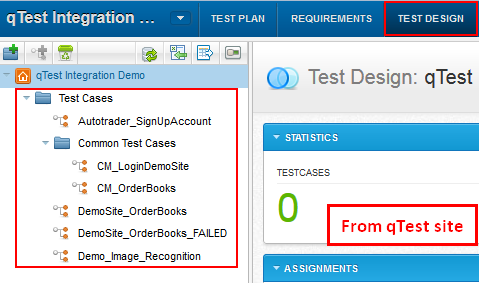 qTest Integration ...
TEST PLAN
REQUIREMENTS
TEST DESIGN
qTest Integration Demo
Test Cases
Autotrader_SignUpAccount
Common Test Cases
CM_LoginDemoSite
CM_OrderBooks
DemoSite_OrderBooks
DemoSite_OrderBooks_FAILED
Demo_Image_Recognition
Test Design: qTest
STATISTICS
TESTCASES
0
From qTest site
ASSIGNMENTS